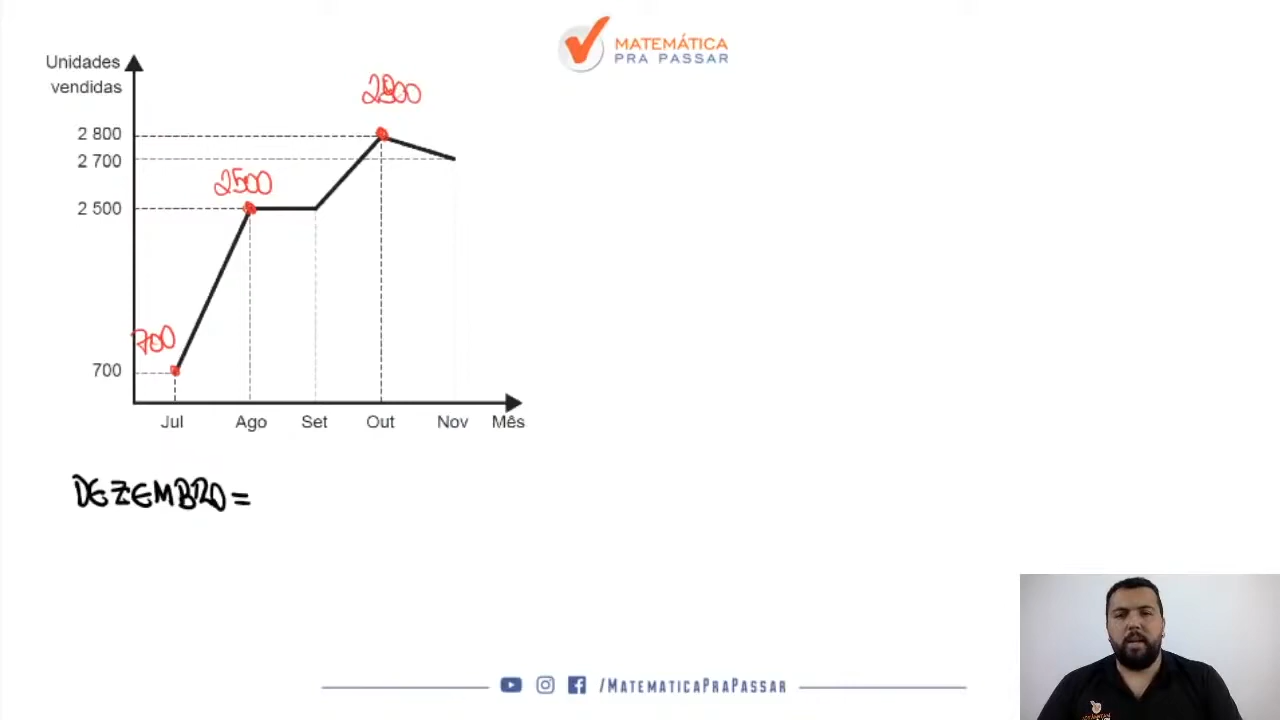 MATEMÁTICA
PRA PASSAR
Unidades
vendidas
2800
2 800
2 700
2500
2 500
700
700
Jul Ago Set Out Nov Mês
DEZEMBRO =
/MATEMATICAPRAPASSAR